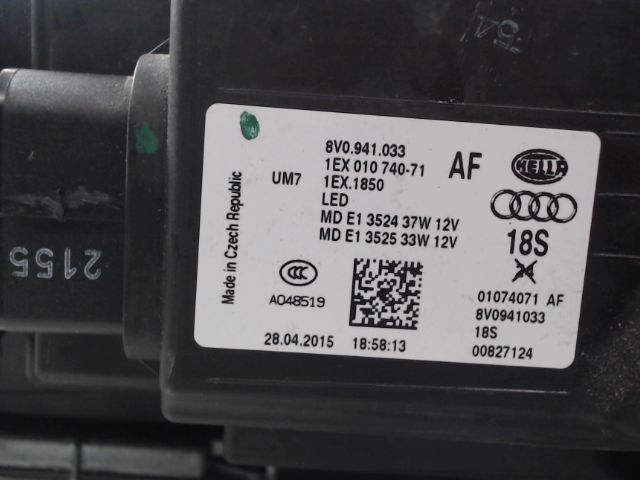 54
8V0.941.033
1EX 010 740-71
1EX.1850
LED
MD E1 3524 37W 12V
MD E1 3525 33W 12V
UM7
AF
HELLA
18S
Made in Czech Republic
CCC
A048519
28.04.2015
18:58:13
01074071 AF
8V0941033
18S
00827124
2155